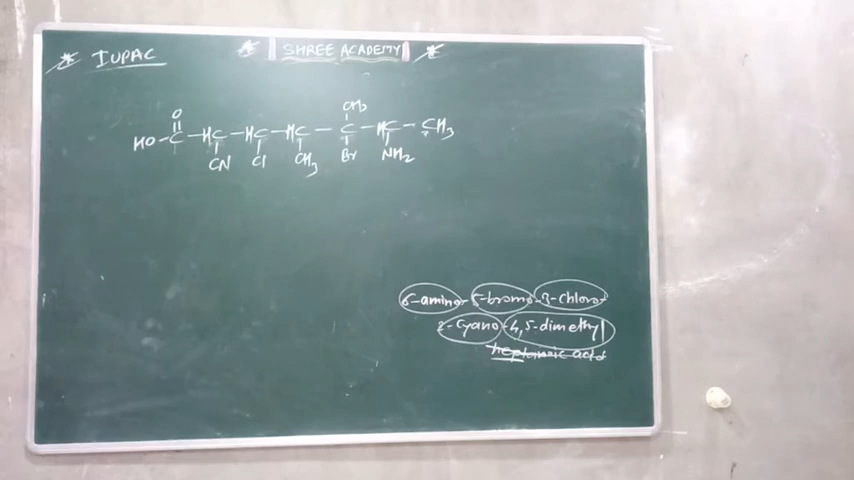 IUPAC
SHREE ACADEMY
O CH3
HO-C-HC-HC-HC-C-HC-CH3
CN Cl CH3 Br NH2
6-amino-5-bromo-3-chloro-
2-cyano-4,5-dimethyl
heptanoic acid